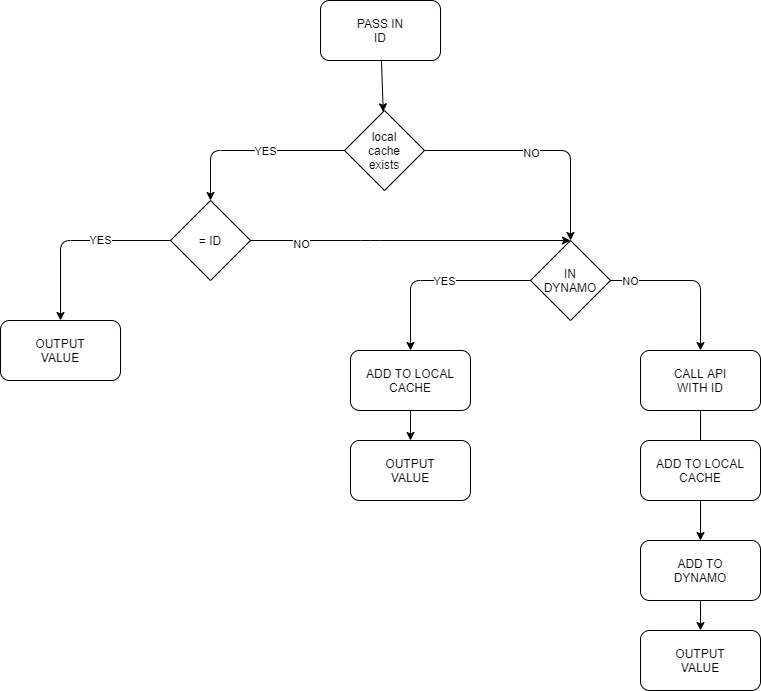 PASS IN
ID
local
cache
exists
YES
NO
= ID
YES
NO
IN
DYNAMO
YES
NO
OUTPUT
VALUE
ADD TO LOCAL
CACHE
CALL API
WITH ID
OUTPUT
VALUE
ADD TO LOCAL
CACHE
ADD TO
DYNAMO
OUTPUT
VALUE